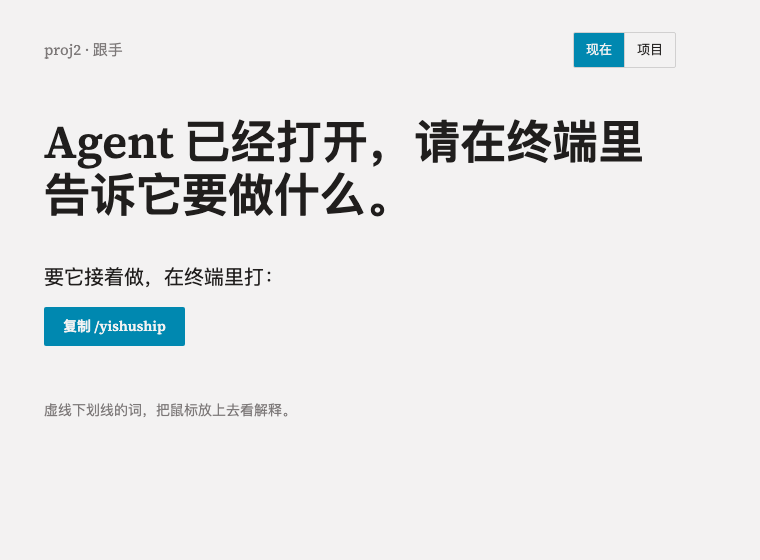 proj2 · 跟手
现在 项目
Agent 已经打开，请在终端里
告诉它要做什么。
要它接着做，在终端里打：
复制 /yishuship
虚线下划线的词，把鼠标放上去看解释。